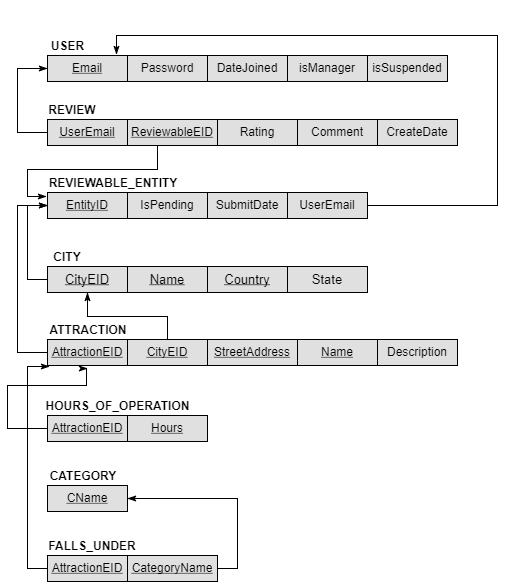 USER
Email Password DateJoined isManager isSuspended
REVIEW
UserEmail ReviewableEID Rating Comment CreateDate
REVIEWABLE_ENTITY
EntityID IsPending SubmitDate UserEmail
CITY
CityEID Name Country State
ATTRACTION
AttractionEID CityEID StreetAddress Name Description
HOURS_OF_OPERATION
AttractionEID Hours
CATEGORY
CName
FALLS_UNDER
AttractionEID CategoryName